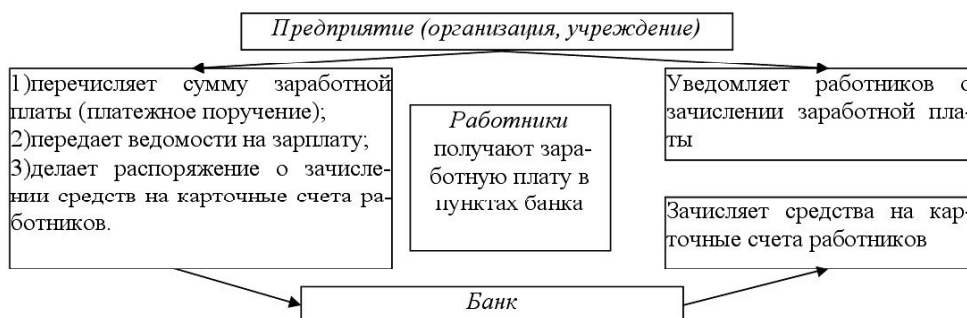 Предприятие (организация, учреждение)
1)перечисляет сумму заработной
платы (платежное поручение);
2)передает ведомости на зарплату;
3)делает распоряжение о зачисле-
нии средств на карточные счета ра-
ботников.
Работники
получают зара-
ботную плату в
пунктах банка
Уведомляет работников о
зачислении заработной пла-
ты
Зачисляет средства на кар-
точные счета работников
Банк